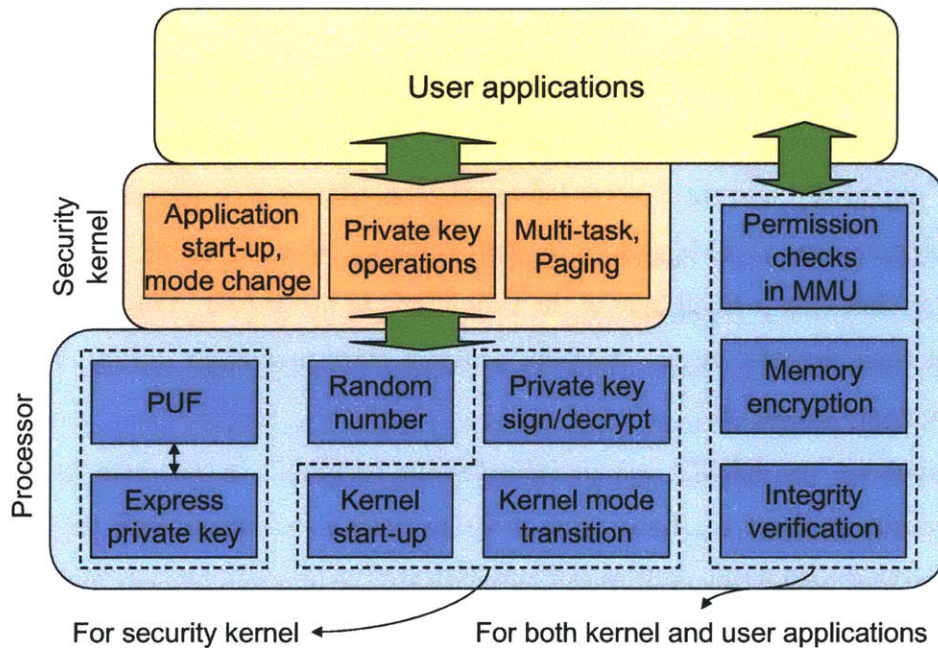 User applications
Security
kernel
Application
start-up,
mode change
Private key
operations
Multi-task,
Paging
Permission
checks
in MMU
Processor
PUF
Random
number
Private key
sign/decrypt
Memory
encryption
Express
private key
Kernel
start-up
Kernel mode
transition
Integrity
verification
For security kernel
For both kernel and user applications